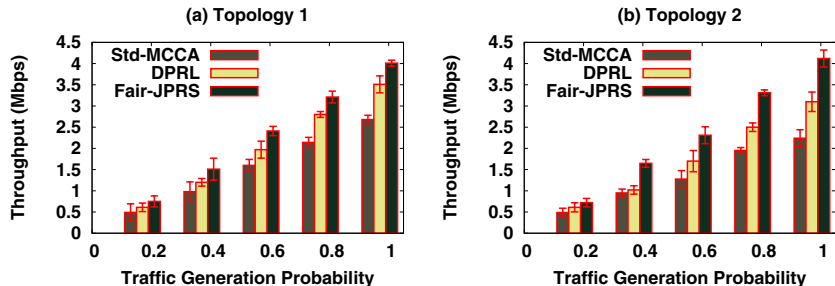 (a) Topology 1
Throughput (Mbps)
4.5
4
3.5
3
2.5
2
1.5
1
0.5
0
Std-MCCA
DPRL
Fair-JPRS
0 0.2 0.4 0.6 0.8 1
Traffic Generation Probability
(b) Topology 2
Throughput (Mbps)
4.5
4
3.5
3
2.5
2
1.5
1
0.5
0
Std-MCCA
DPRL
Fair-JPRS
0 0.2 0.4 0.6 0.8 1
Traffic Generation Probability